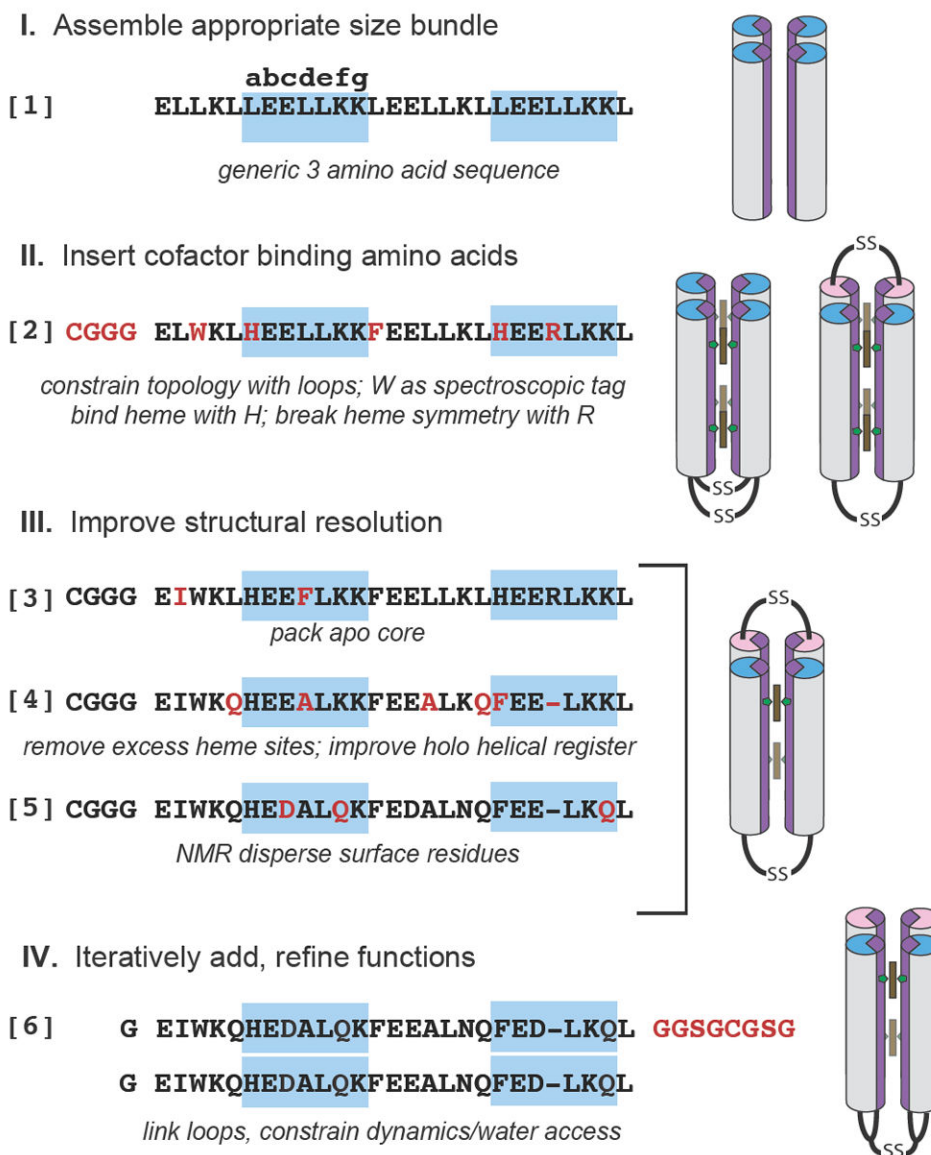 I. Assemble appropriate size bundle
abcdefg
[1] ELLKLLEELLKKLEELLKLLEELLKKL
generic 3 amino acid sequence
II. Insert cofactor binding amino acids
SS
[2] CGGG ELWKLHEELLKKFEELLKLHEERLKKL
constrain topology with loops; W as spectroscopic tag
bind heme with H; break heme symmetry with R
SS
SS
SS
III. Improve structural resolution
[3] CGGG EIWKLHEEFLKKFEELLKLHEERLKKL
pack apo core
SS
[4] CGGG EIWKQHEEALKKFEEALKQFEE-LKKL
remove excess heme sites; improve holo helical register
[5] CGGG EIWKQHEDALQKFEDALNQFEE-LKQL
NMR disperse surface residues
SS
IV. Iteratively add, refine functions
[6] G EIWKQHEDALQKFEEALNQFED-LKQL GGSGCGSG
G EIWKQHEDALQKFEEALNQFED-LKQL
link loops, constrain dynamics/water access
SS